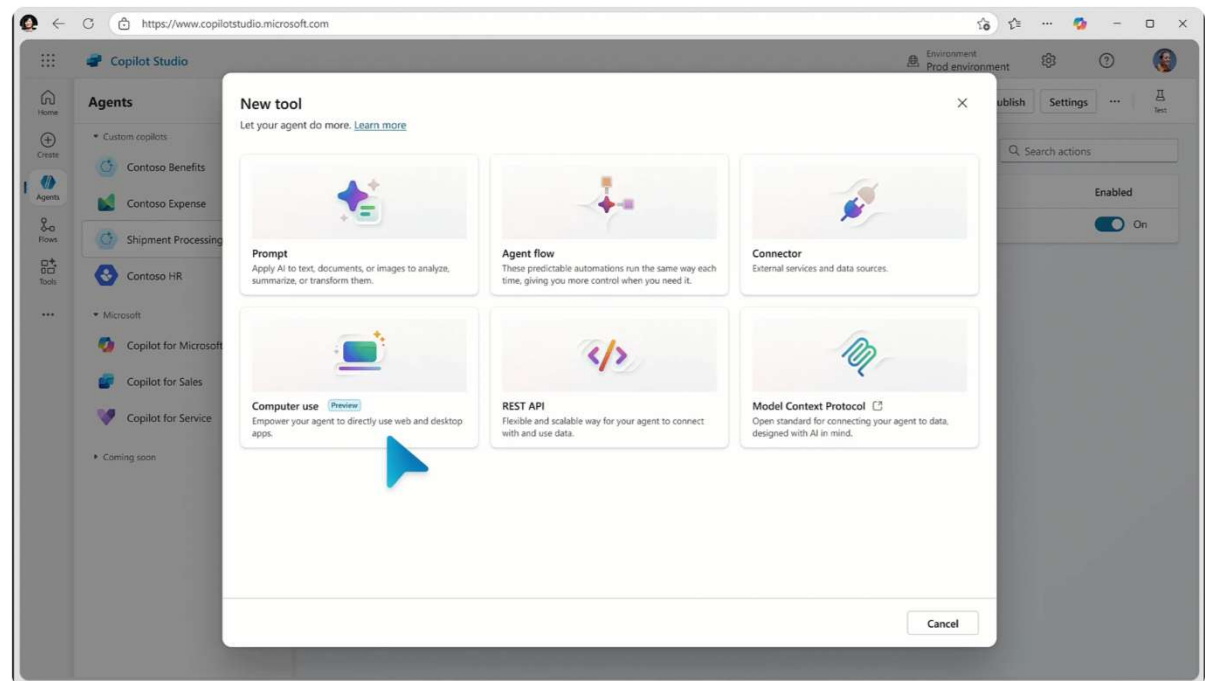 https://www.copilotstudio.microsoft.com
Copilot Studio
Environment
Prod environment
Home
Create
Agents
Flows
Tools
Agents
Custom copilots
Contoso Benefits
Contoso Expense
Shipment Processing
Contoso HR
Microsoft
Copilot for Microsoft
Copilot for Sales
Copilot for Service
Coming soon
New tool
Let your agent do more. Learn more
Prompt
Apply AI to text, documents, or images to analyze,
summarize, or transform them.
Agent flow
These predictable automations run the same way each
time, giving you more control when you need it.
Connector
External services and data sources.
Computer use Preview
Empower your agent to directly use web and desktop
apps.
REST API
Flexible and scalable way for your agent to connect
with and use data.
Model Context Protocol
Open standard for connecting your agent to data,
designed with AI in mind.
Cancel
ublish
Settings
Test
Search actions
Enabled
On